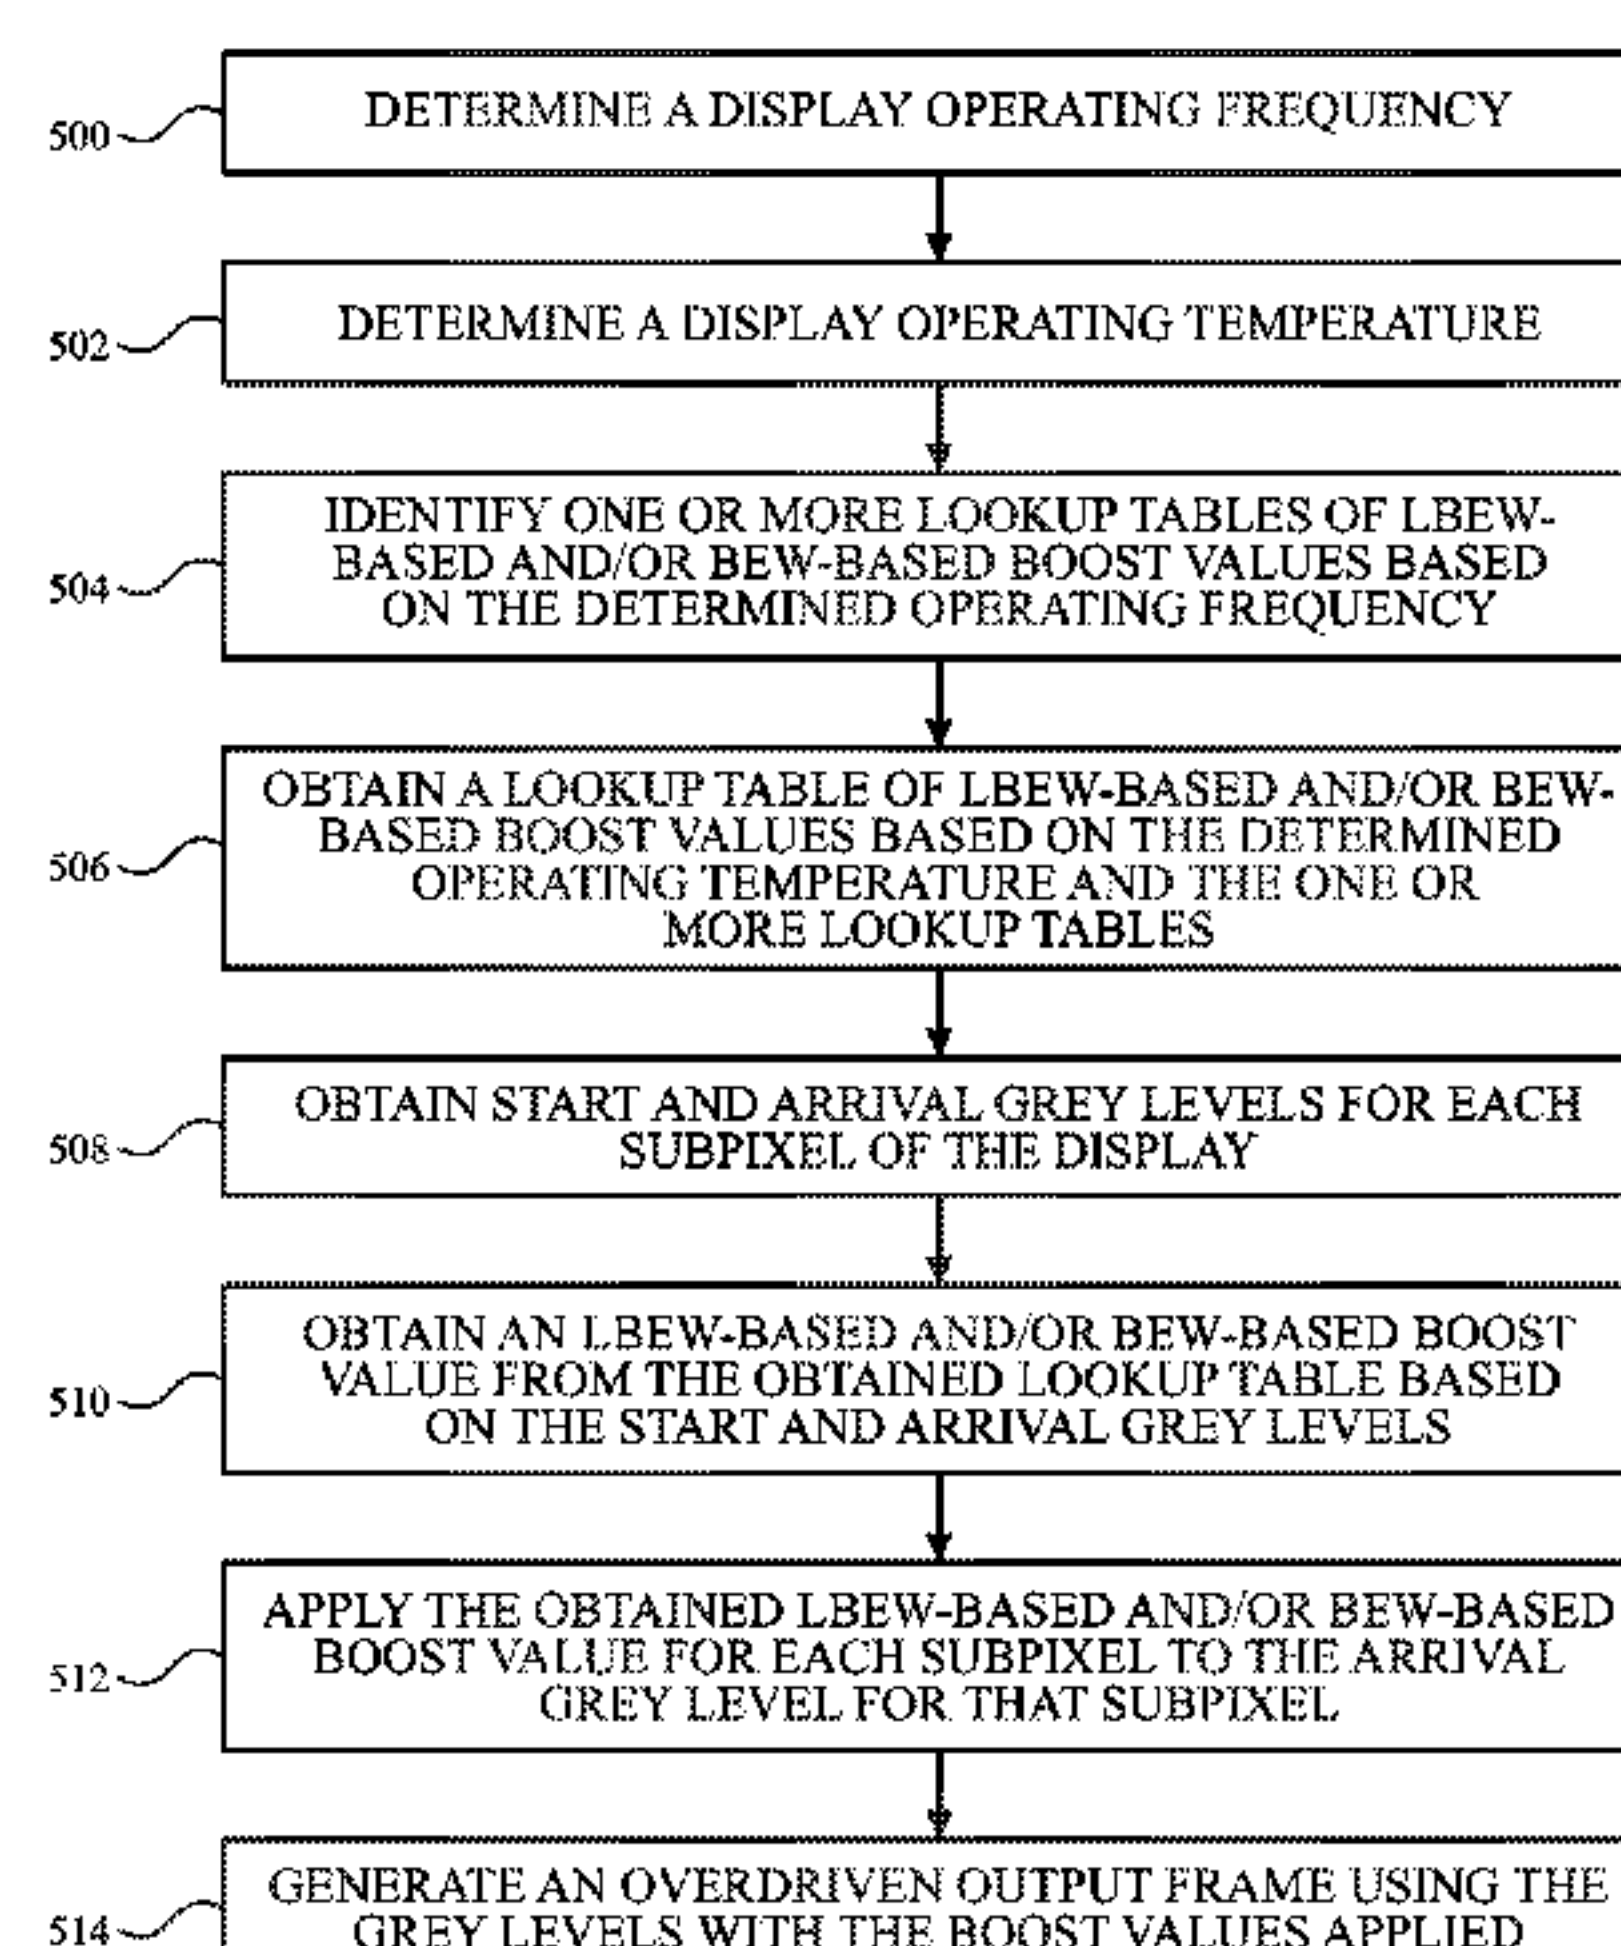 500
DETERMINE A DISPLAY OPERATING FREQUENCY
502
DETERMINE A DISPLAY OPERATING TEMPERATURE
504
IDENTIFY ONE OR MORE LOOKUP TABLES OF LBEW-
BASED AND/OR BEW-BASED BOOST VALUES BASED
ON THE DETERMINED OPERATING FREQUENCY
506
OBTAIN A LOOKUP TABLE OF LBEW-BASED AND/OR BEW-
BASED BOOST VALUES BASED ON THE DETERMINED
OPERATING TEMPERATURE AND THE ONE OR
MORE LOOKUP TABLES
508
OBTAIN START AND ARRIVAL GREY LEVELS FOR EACH
SUBPIXEL OF THE DISPLAY
510
OBTAIN AN LBEW-BASED AND/OR BEW-BASED BOOST
VALUE FROM THE OBTAINED LOOKUP TABLE BASED
ON THE START AND ARRIVAL GREY LEVELS
512
APPLY THE OBTAINED LBEW-BASED AND/OR BEW-BASED
BOOST VALUE FOR EACH SUBPIXEL TO THE ARRIVAL
GREY LEVEL FOR THAT SUBPIXEL
514
GENERATE AN OVERDRIVEN OUTPUT FRAME USING THE
GREY LEVELS WITH THE BOOST VALUES APPLIED